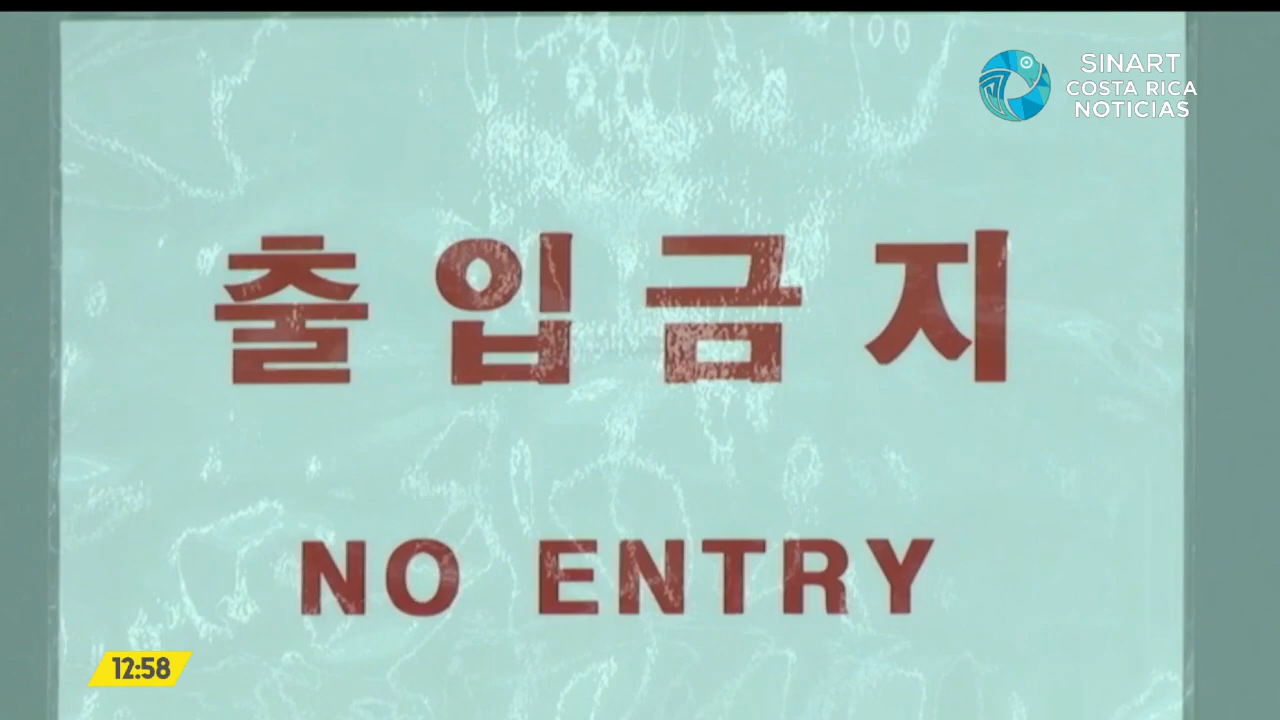 SINART
COSTA RICA
NOTICIAS
출입금지
NO ENTRY
12:58